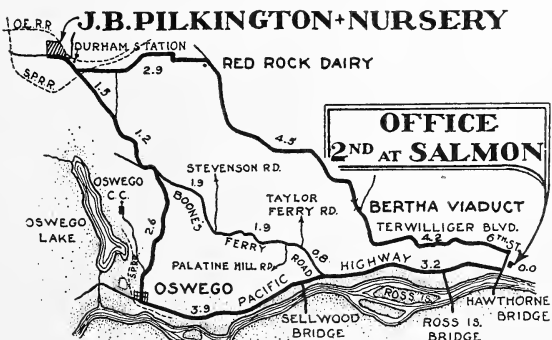 J.B. PILKINGTON + NURSERY
O.E.R.R.
DURHAM STATION
S.P.R.R.
2.9
RED ROCK DAIRY
1.5
OFFICE
2ND AT SALMON
1.2
4.5
STEVENSON RD.
OSWEGO
C.C.
BOONES
1.9
TAYLOR
FERRY RD.
BERTHA VIADUCT
TERWILLIGER BLVD.
OSWEGO
LAKE
2.6
1.9
4.2
6TH ST.
FERRY
0.8
ROAD
0.0
S.P.R.R.
PALATINE HILL RD.
HIGHWAY
3.2
OSWEGO
PACIFIC
3.9
ROSS IS.
HAWTHORNE
BRIDGE
SELLWOOD
BRIDGE
ROSS IS.
BRIDGE